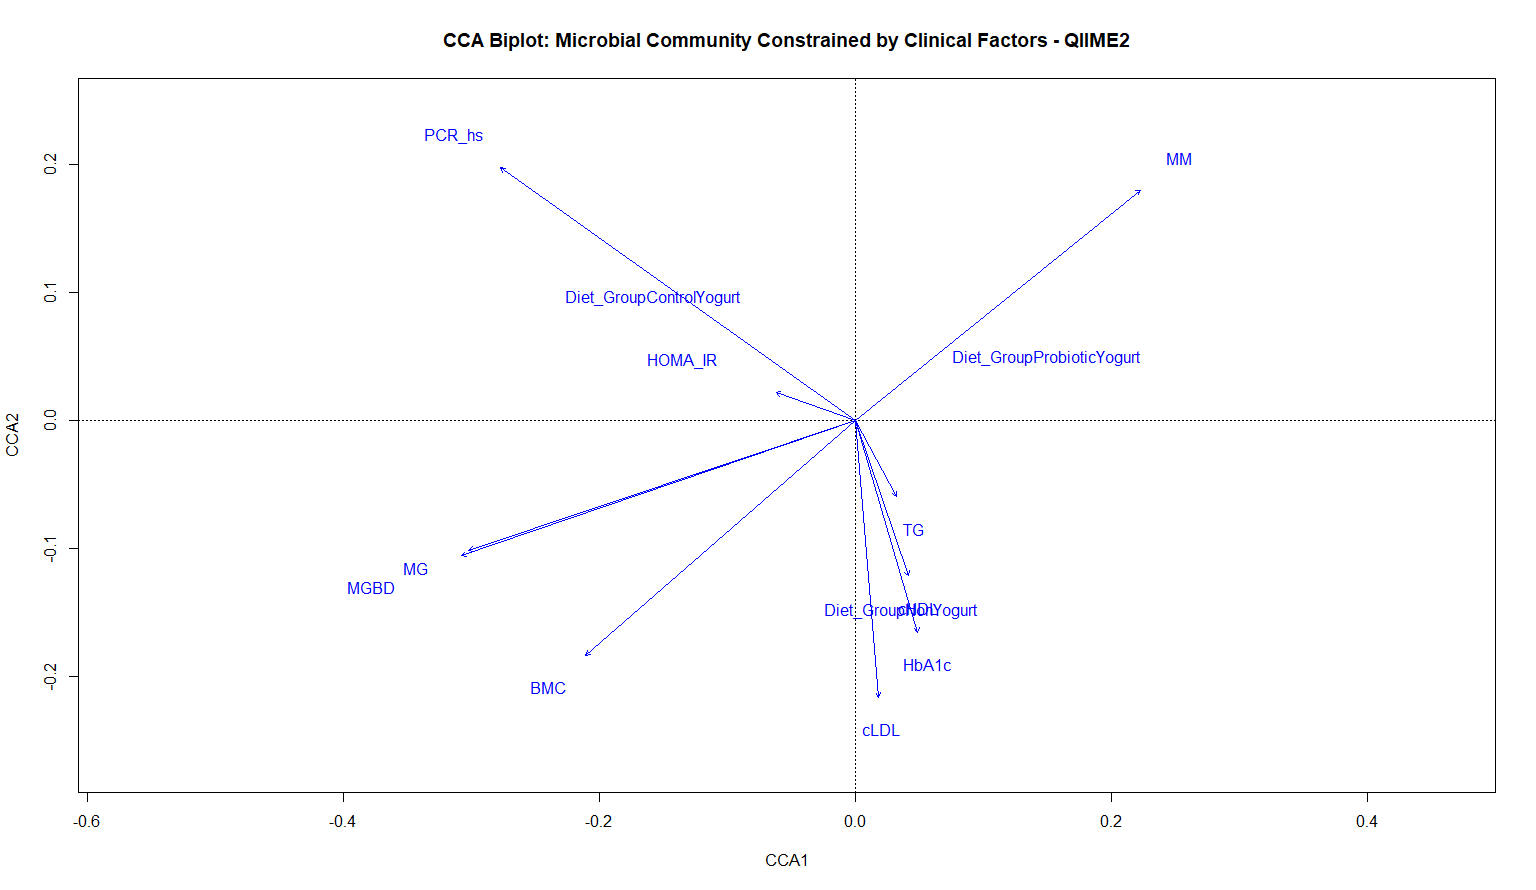 CCA Biplot: Microbial Community Constrained by Clinical Factors - QIIME2
PCR_hs
MM
Diet_GroupControlYogurt
Diet_GroupProbioticYogurt
HOMA_IR
TG
MG
MGBD
Diet_GroupNonYogurt
cHDL
HbA1c
BMC
cLDL
CCA2
0.2
0.1
0.0
-0.1
-0.2
-0.6
-0.4
-0.2
0.0
0.2
0.4
CCA1